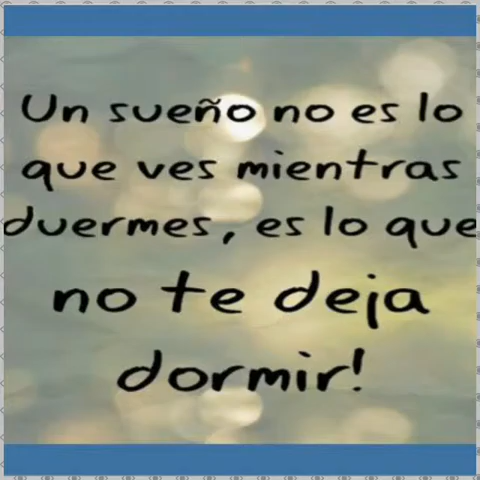 Un sueño no es lo
que ves mientras
duermes, es lo que
no te deja
dormir!